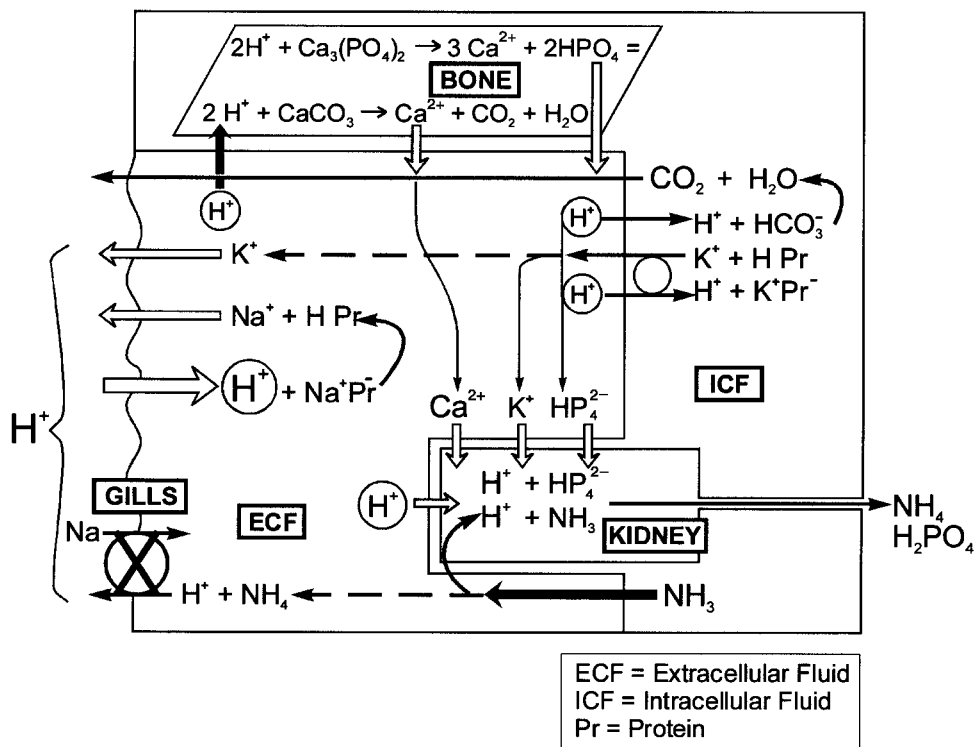 2H⁺ + Ca₃(PO₄)₂ → 3 Ca²⁺ + 2HPO₄ =
BONE
2 H⁺ + CaCO₃ → Ca²⁺ + CO₂ + H₂O
CO₂ + H₂O
H⁺
H⁺
H⁺ + HCO₃⁻
K⁺
K⁺ + H Pr
H⁺
H⁺ + K⁺Pr⁻
Na⁺ + H Pr
H⁺ + Na⁺Pr⁻
ICF
H⁺
Ca²⁺ K⁺ HP₄²⁻
H⁺ + HP₄²⁻
GILLS
H⁺
H⁺ + NH₃
NH₄
Na
ECF
KIDNEY
H₂PO₄
H⁺ + NH₄
NH₃
ECF = Extracellular Fluid
ICF = Intracellular Fluid
Pr = Protein